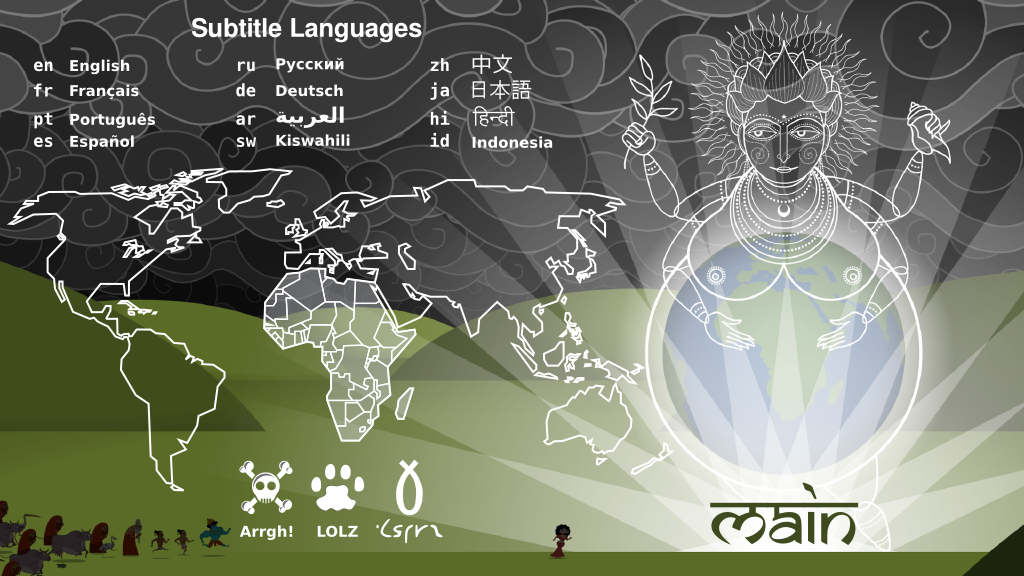 Subtitle Languages
en English ru Русский zh 中文
fr Français de Deutsch ja 日本語
pt Português ar العربية hi हिन्दी
es Español sw Kiswahili id Indonesia
Arrgh! LOLZ
main